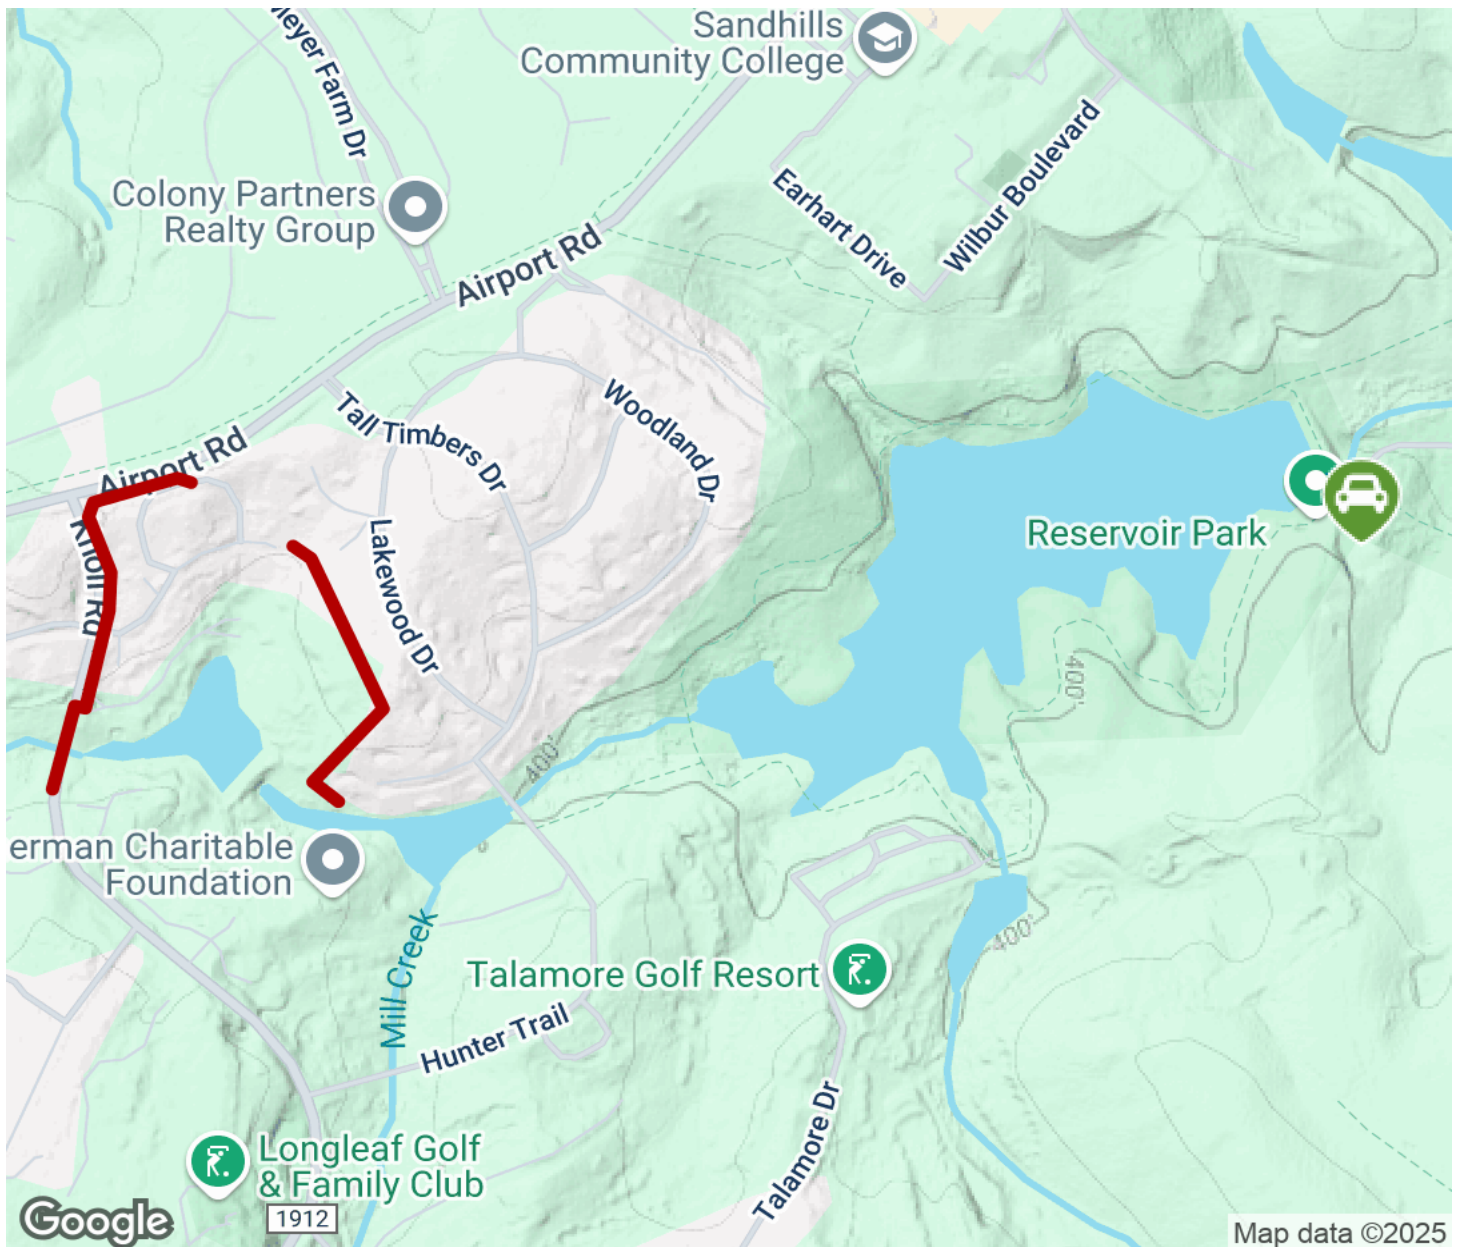 Sandhills
Community College
Meyer Farm Dr
Colony Partners
Realty Group
Earhart Drive
Wilbur Boulevard
Airport Rd
Woodland Dr
Tall Timbers Dr
Airport Rd
Knoll Rd
Lakewood Dr
Reservoir Park
400'
400'
erman Charitable
Foundation
Mill Creek
400'
Talamore Golf Resort
Hunter Trail
Talamore Dr
Longleaf Golf
& Family Club
1912
Google
Map data ©2025